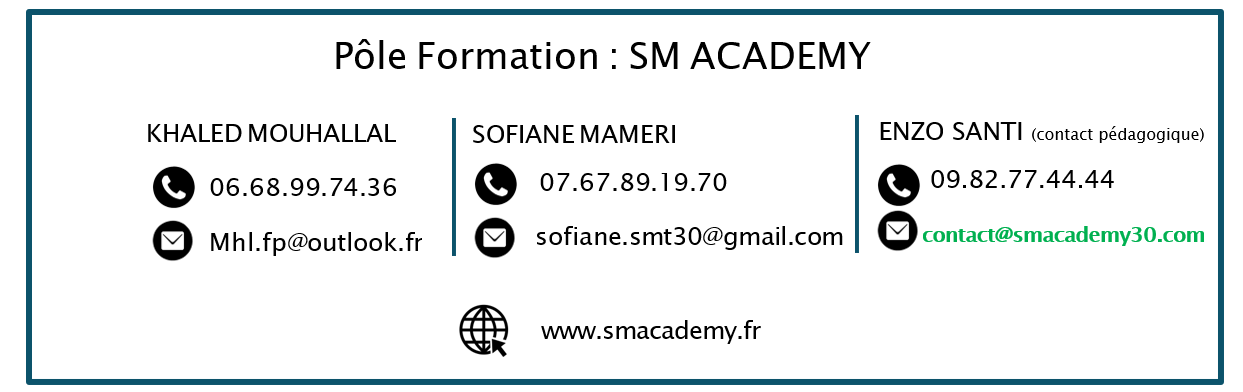 Pôle Formation : SM ACADEMY
KHALED MOUHALLAL
06.68.99.74.36
Mhl.fp@outlook.fr
SOFIANE MAMERI
07.67.89.19.70
sofiane.smt30@gmail.com
ENZO SANTI (contact pédagogique)
09.82.77.44.44
contact@smacademy30.com
www.smacademy.fr